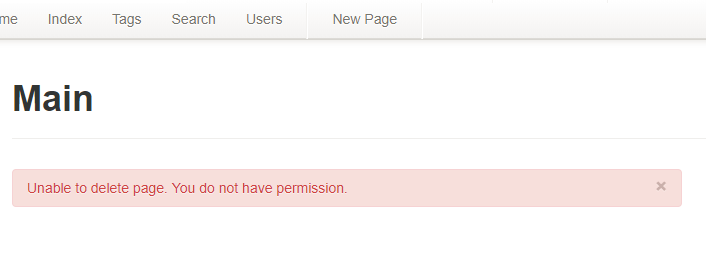 me Index Tags Search Users New Page
Main
Unable to delete page. You do not have permission. ×